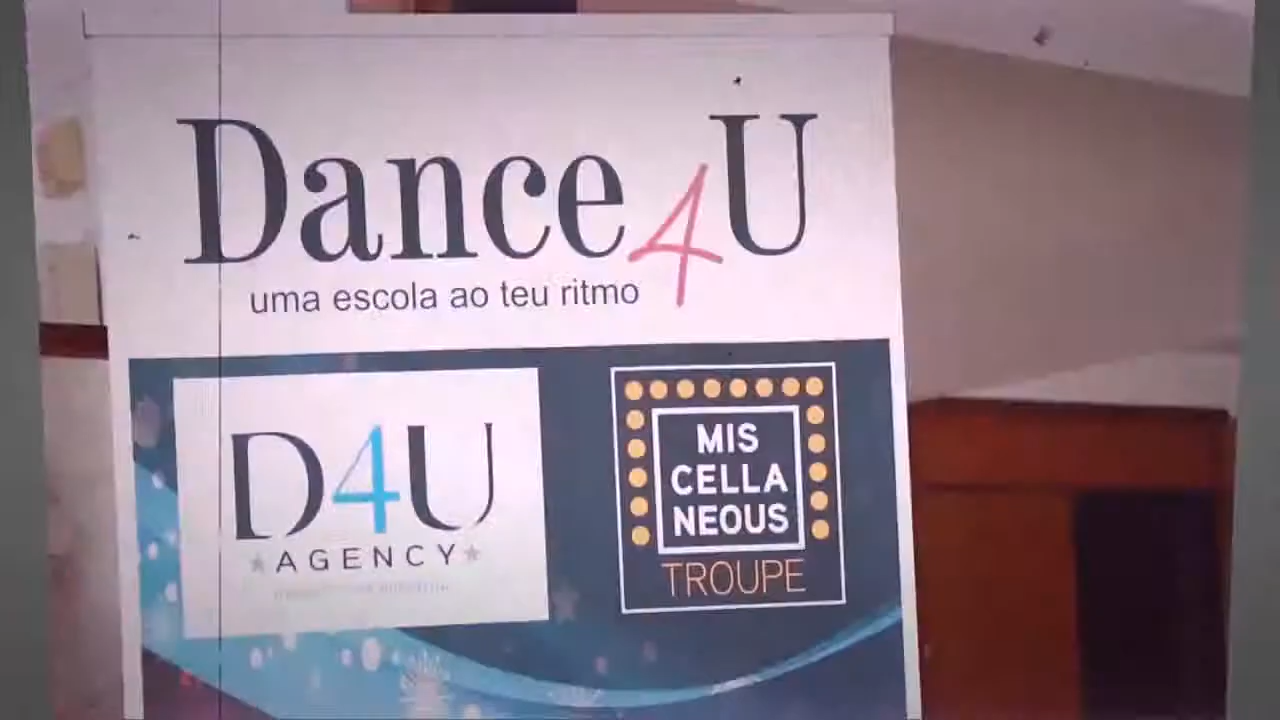 Dance4U
uma escola ao teu ritmo
D4U
AGENCY
MIS
CELLA
NEOUS
TROUPE